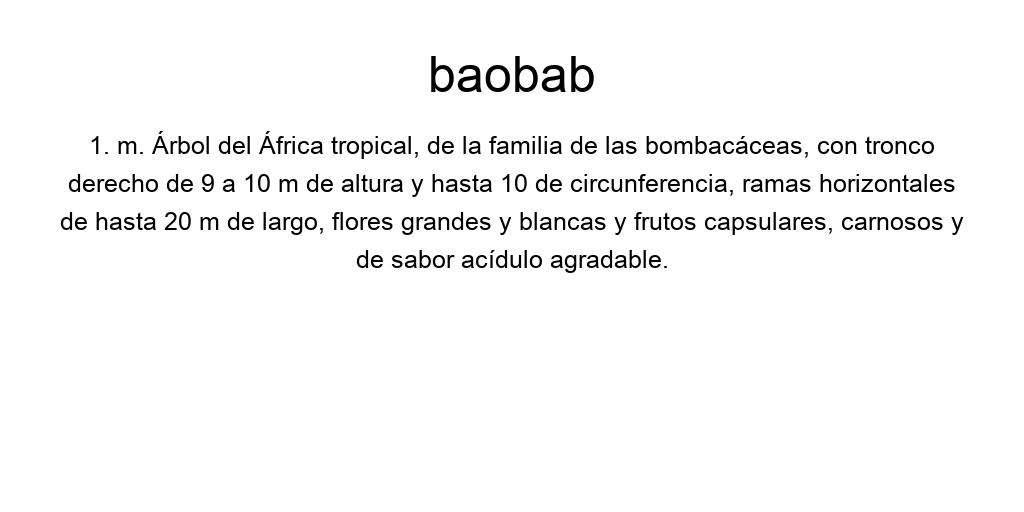 baobab
1. m. Árbol del África tropical, de la familia de las bombacáceas, con tronco
derecho de 9 a 10 m de altura y hasta 10 de circunferencia, ramas horizontales
de hasta 20 m de largo, flores grandes y blancas y frutos capsulares, carnosos y
de sabor acídulo agradable.